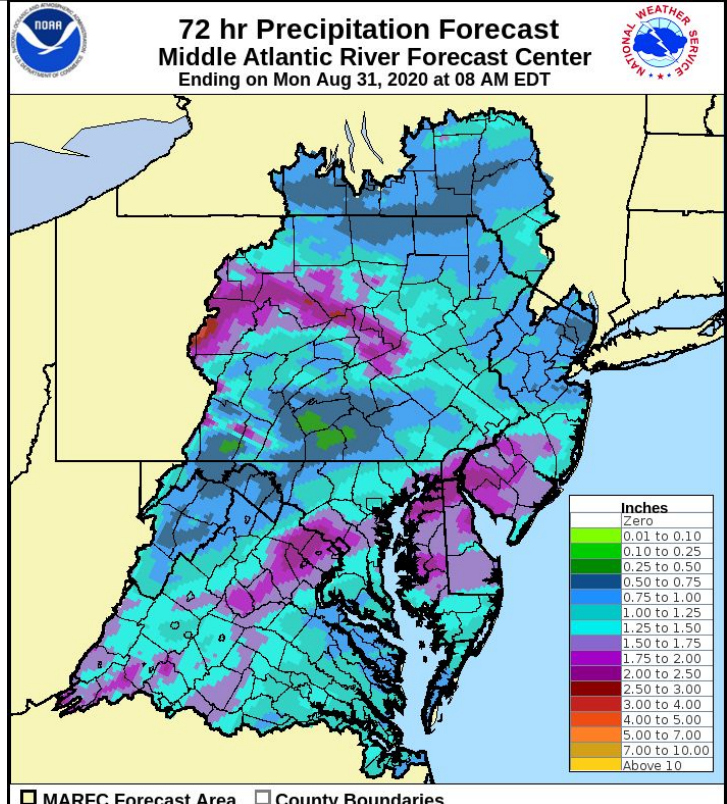 72 hr Precipitation Forecast
Middle Atlantic River Forecast Center
Ending on Mon Aug 31, 2020 at 08 AM EDT
NOAA
NATIONAL WEATHER SERVICE
Inches
Zero
0.01 to 0.10
0.10 to 0.25
0.25 to 0.50
0.50 to 0.75
0.75 to 1.00
1.00 to 1.25
1.25 to 1.50
1.50 to 1.75
1.75 to 2.00
2.00 to 2.50
2.50 to 3.00
3.00 to 4.00
4.00 to 5.00
5.00 to 7.00
7.00 to 10.00
Above 10
MARFC Forecast Area County Boundaries